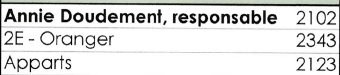 Annie Doudement, responsable 2102
2E - Oranger 2343
Apparts 2123